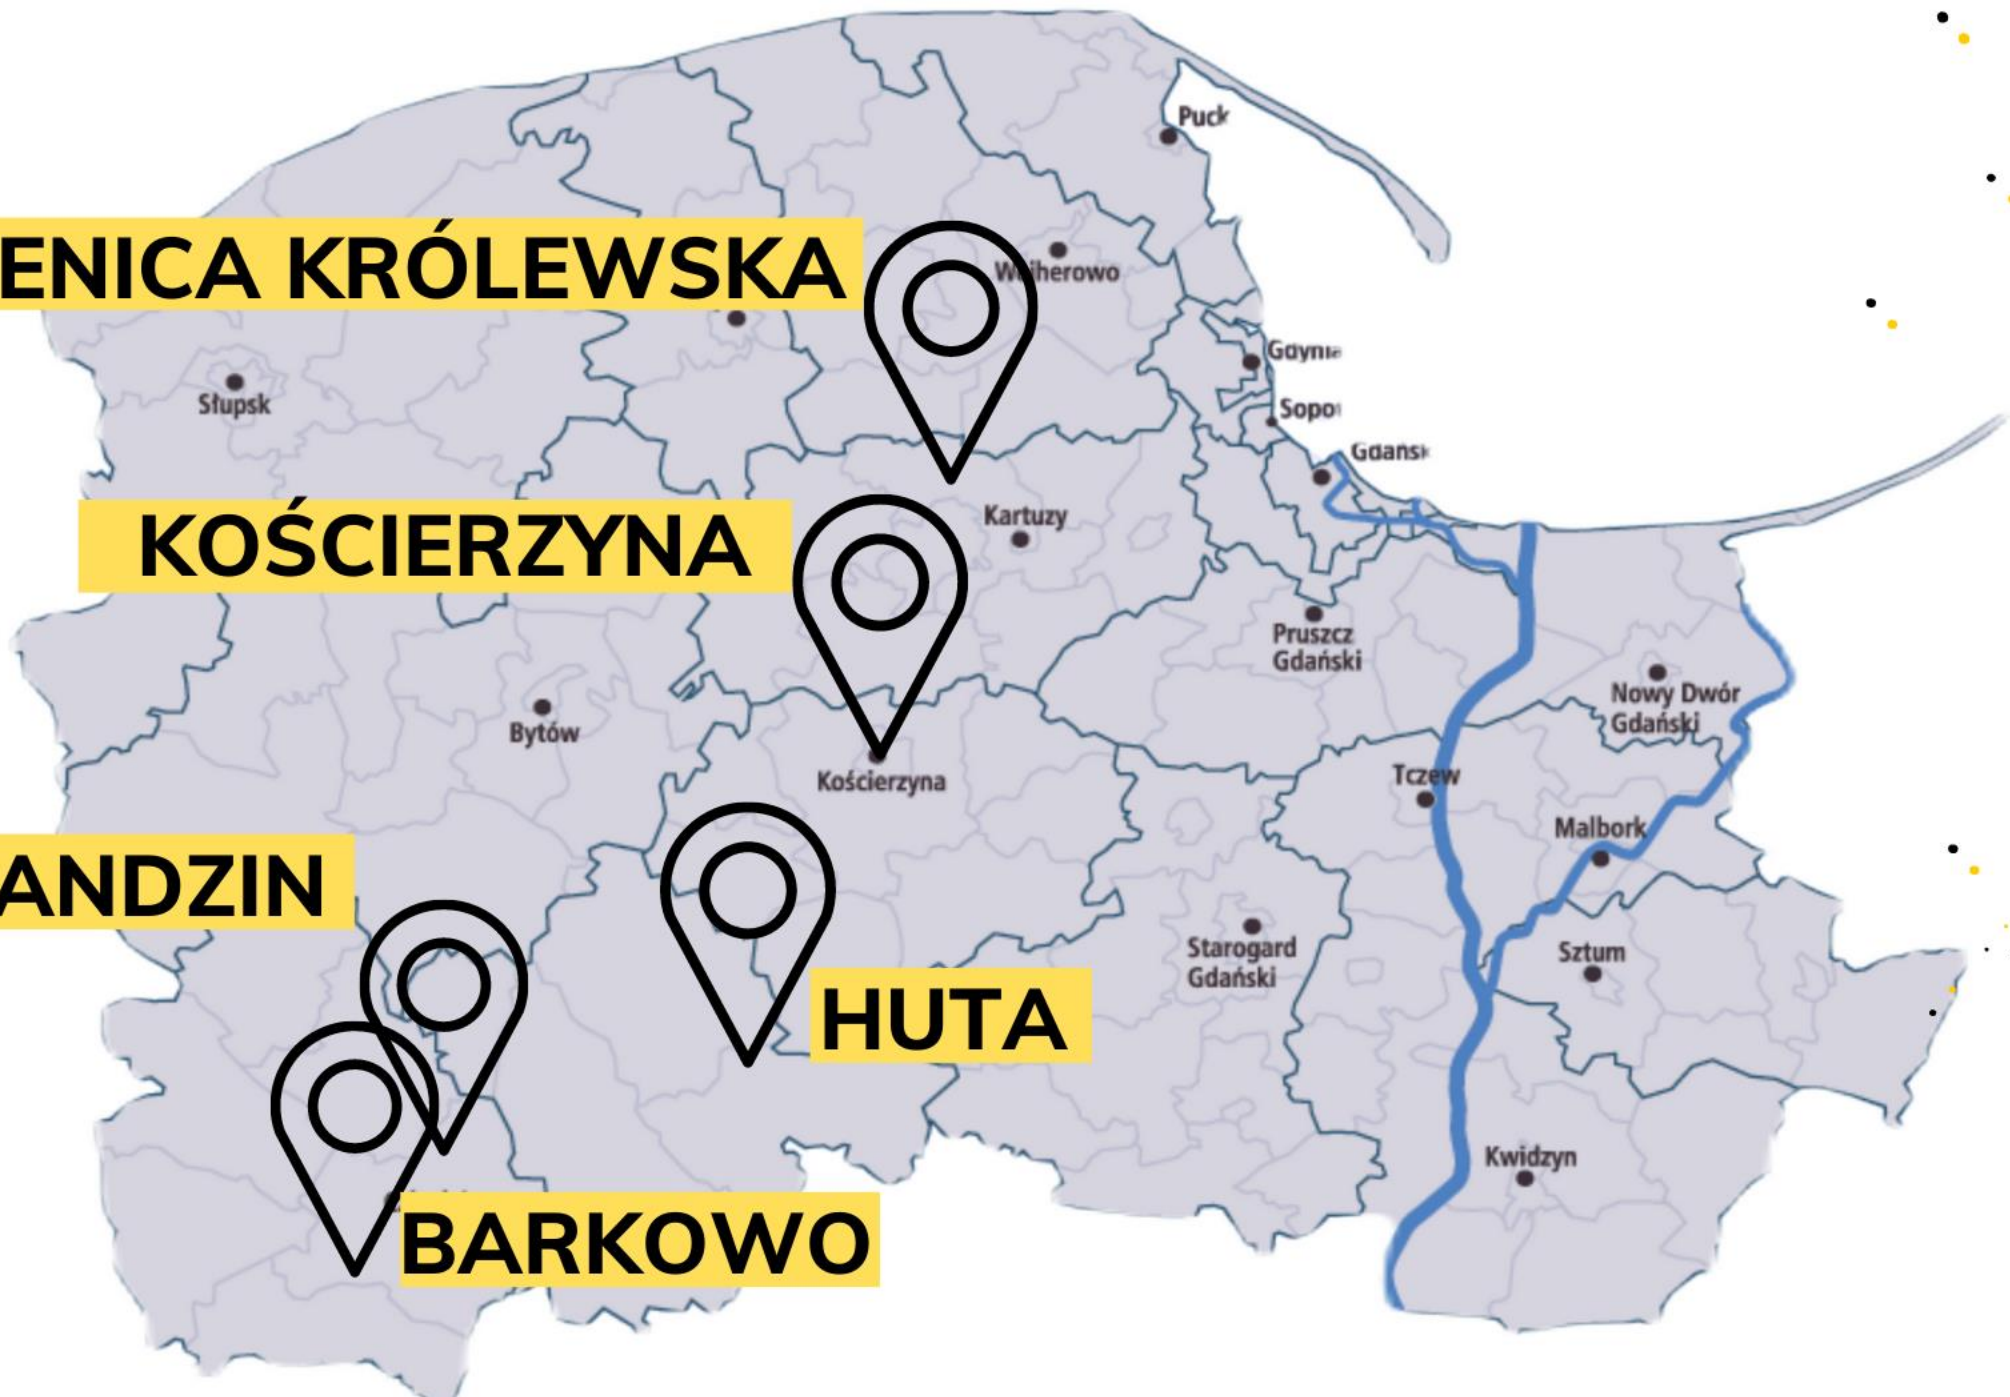 Puck
ENICA KRÓLEWSKA
Wejherowo
Gdynia
Słupsk
Sopot
Gdańsk
KOŚCIERZYNA
Kartuzy
Pruszcz
Gdański
Nowy Dwór
Gdański
Bytów
Kościerzyna
Tczew
Malbork
ANDZIN
Starogard
Gdański
Sztum
HUTA
Kwidzyn
BARKOWO